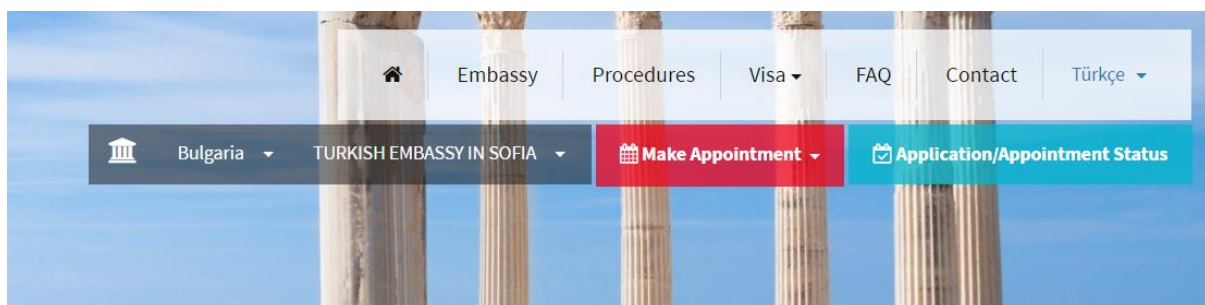 Embassy Procedures Visa FAQ Contact Türkçe
Bulgaria TURKISH EMBASSY IN SOFIA Make Appointment Application/Appointment Status